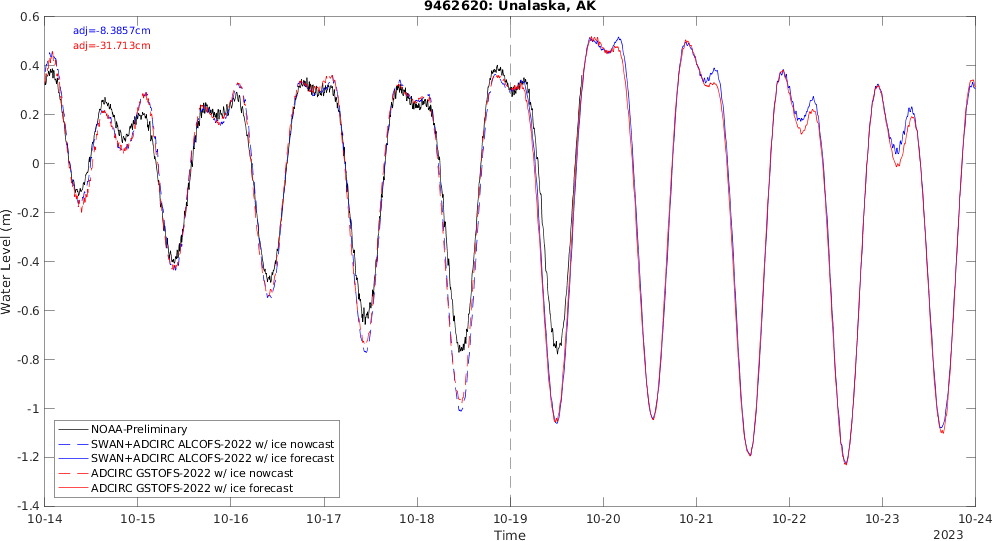 9462620: Unalaska, AK
adj=-8.3857cm
adj=-31.713cm
Water Level (m)
0.6
0.4
0.2
0
-0.2
-0.4
-0.6
-0.8
-1
-1.2
-1.4
NOAA-Preliminary
SWAN+ADCIRC ALCOFS-2022 w/ ice nowcast
SWAN+ADCIRC ALCOFS-2022 w/ ice forecast
ADCIRC GSTOFS-2022 w/ ice nowcast
ADCIRC GSTOFS-2022 w/ ice forecast
10-14 10-15 10-16 10-17 10-18 10-19 10-20 10-21 10-22 10-23 10-24
Time
2023